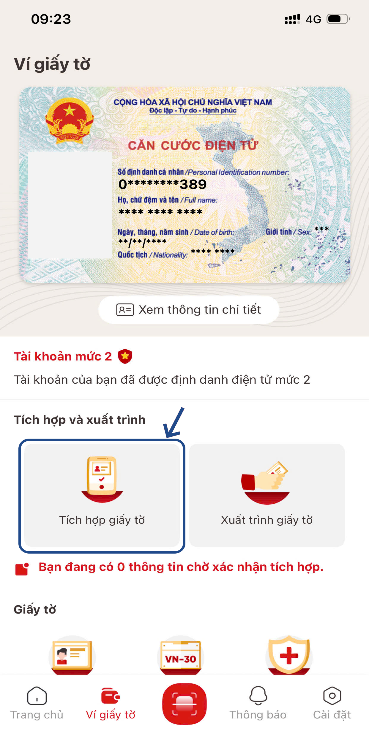 09:23
4G
Ví giấy tờ
CỘNG HÒA XÃ HỘI CHỦ NGHĨA VIỆT NAM
Độc lập - Tự do - Hạnh phúc
CĂN CƯỚC ĐIỆN TỬ
Số định danh cá nhân / Personal Identification number:
0********389
Họ, chữ đệm và tên / Full name:
**** **** **** ****
Ngày, tháng, năm sinh / Date of birth:
**/**/****
Giới tính / Sex: ***
Quốc tịch / Nationality: **** ****
Xem thông tin chi tiết
Tài khoản mức 2
Tài khoản của bạn đã được định danh điện tử mức 2
Tích hợp và xuất trình
Tích hợp giấy tờ
Xuất trình giấy tờ
Bạn đang có 0 thông tin chờ xác nhận tích hợp.
Giấy tờ
VN-30
Trang chủ
Ví giấy tờ
Thông báo
Cài đặt